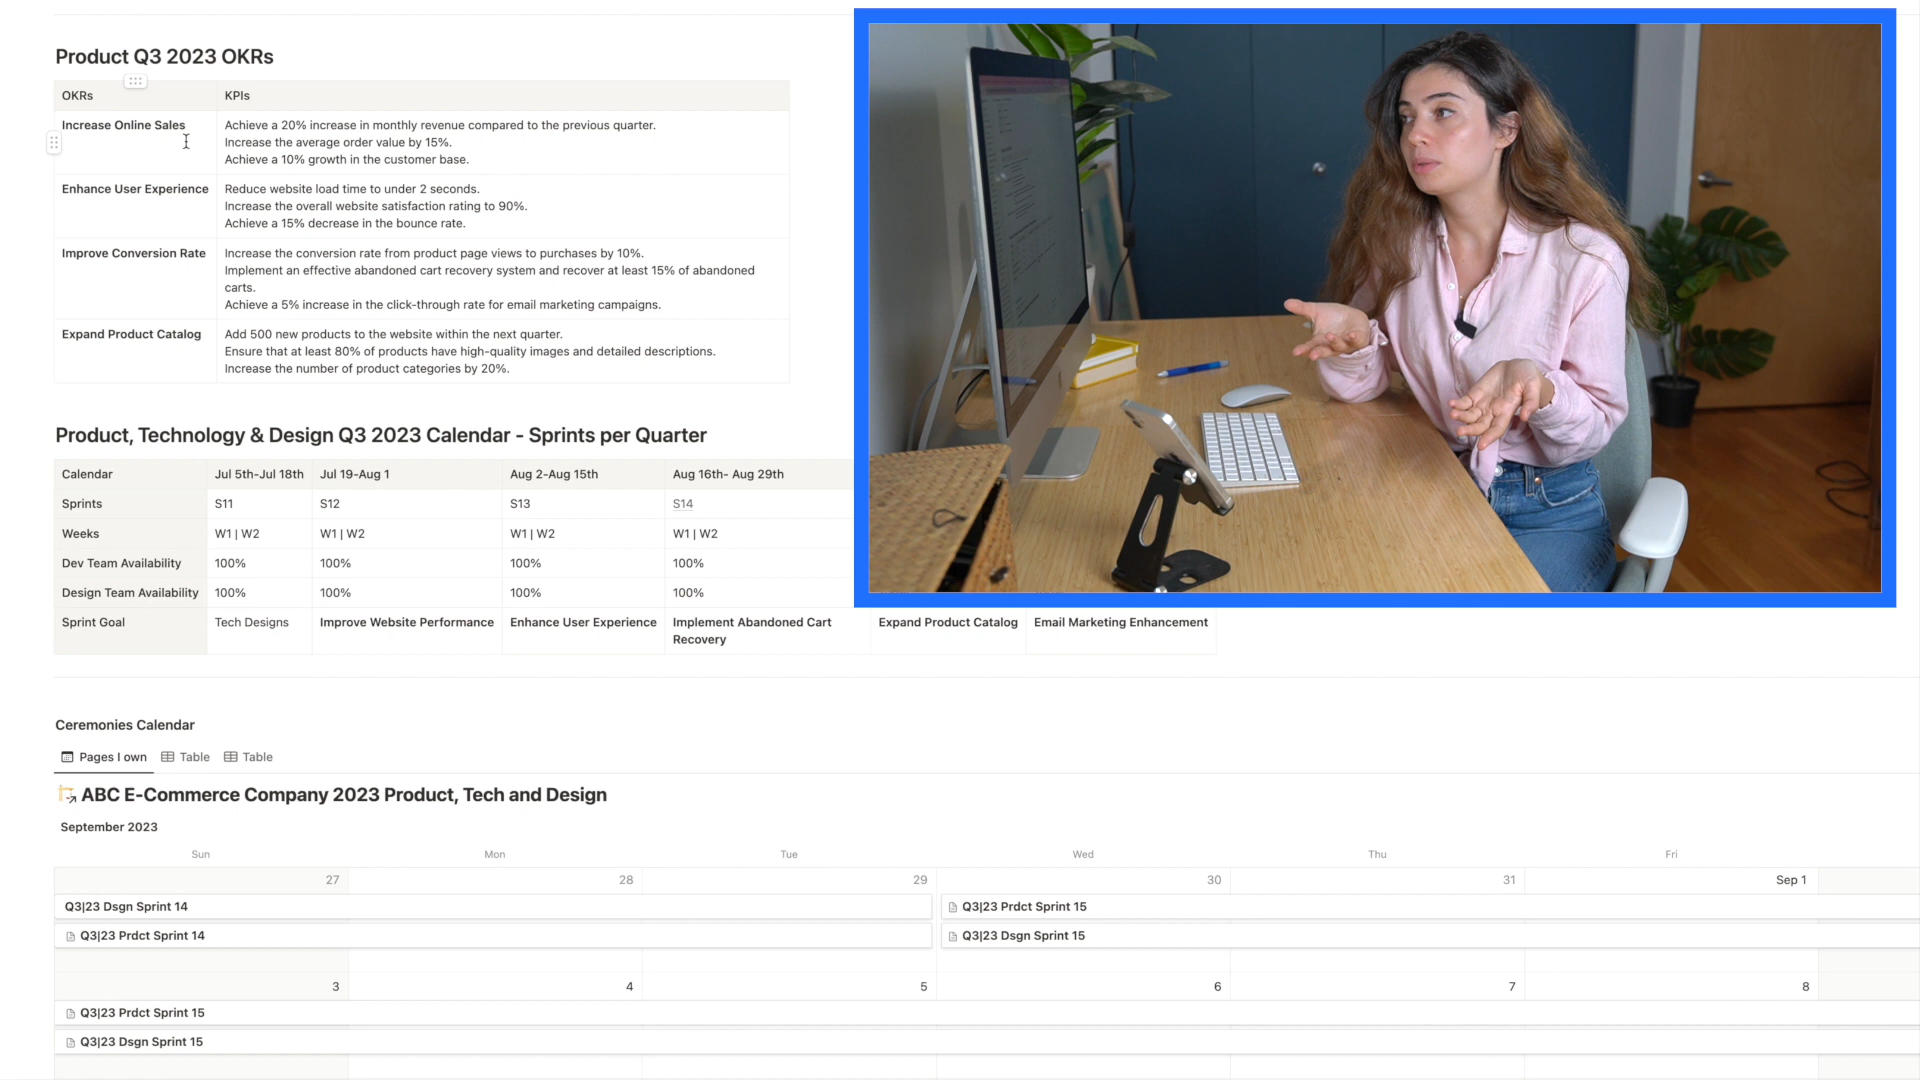 Product Q3 2023 OKRs
OKRs KPIs
Increase Online Sales Achieve a 20% increase in monthly revenue compared to the previous quarter.
Increase the average order value by 15%.
Achieve a 10% growth in the customer base.
Enhance User Experience Reduce website load time to under 2 seconds.
Increase the overall website satisfaction rating to 90%.
Achieve a 15% decrease in the bounce rate.
Improve Conversion Rate Increase the conversion rate from product page views to purchases by 10%.
Implement an effective abandoned cart recovery system and recover at least 15% of abandoned
carts.
Achieve a 5% increase in the click-through rate for email marketing campaigns.
Expand Product Catalog Add 500 new products to the website within the next quarter.
Ensure that at least 80% of products have high-quality images and detailed descriptions.
Increase the number of product categories by 20%.
Product, Technology & Design Q3 2023 Calendar - Sprints per Quarter
Calendar Jul 5th-Jul 18th Jul 19-Aug 1 Aug 2-Aug 15th Aug 16th- Aug 29th
Sprints S11 S12 S13 S14
Weeks W1 | W2 W1 | W2 W1 | W2 W1 | W2
Dev Team Availability 100% 100% 100% 100%
Design Team Availability 100% 100% 100% 100%
Sprint Goal Tech Designs Improve Website Performance Enhance User Experience Implement Abandoned Cart Expand Product Catalog Email Marketing Enhancement
Recovery
Ceremonies Calendar
Pages I own Table Table
ABC E-Commerce Company 2023 Product, Tech and Design
September 2023
Sun Mon Tue Wed Thu Fri
27 28 29 30 31 Sep 1
Q3|23 Dsgn Sprint 14 Q3|23 Prdct Sprint 15
Q3|23 Prdct Sprint 14 Q3|23 Dsgn Sprint 15
3 4 5 6 7 8
Q3|23 Prdct Sprint 15
Q3|23 Dsgn Sprint 15